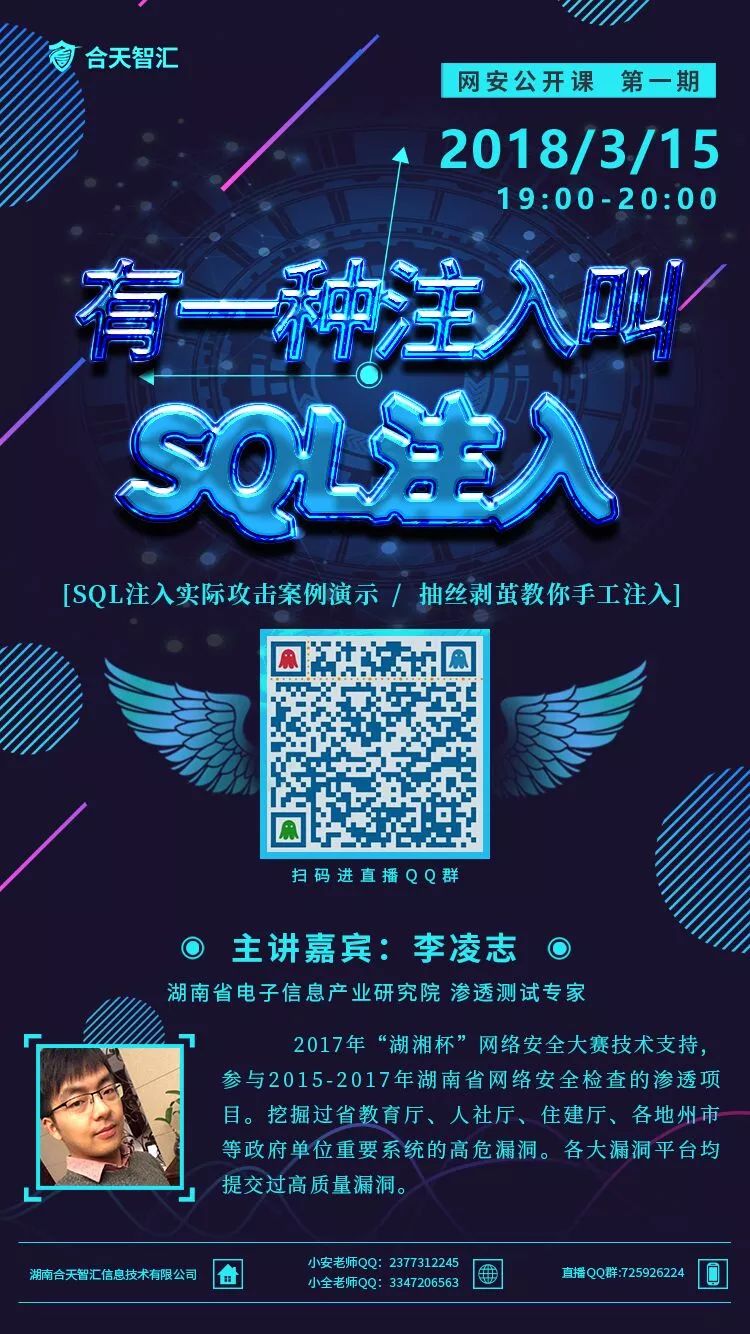 合天智汇
网安公开课 第一期
2018/3/15
19:00-20:00
有一种注入叫
SQL注入
[SQL注入实际攻击案例演示 / 抽丝剥茧教你手工注入]
扫码进直播QQ群
主讲嘉宾：李凌志
湖南省电子信息产业研究院 渗透测试专家
2017年“湖湘杯”网络安全大赛技术支持，
参与2015-2017年湖南省网络安全检查的渗透项
目。挖掘过省教育厅、人社厅、住建厅、各地州市
等政府单位重要系统的高危漏洞。各大漏洞平台均
提交过高质量漏洞。
湖南合天智汇信息技术有限公司
小安老师QQ：2377312245
小全老师QQ：3347206563
直播QQ群:725926224